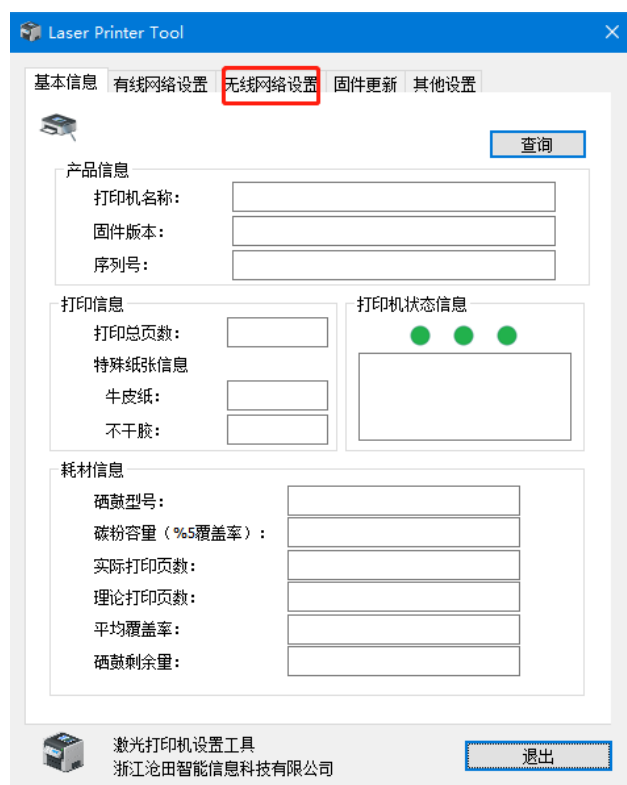 Laser Printer Tool
基本信息 有线网络设置 无线网络设置 固件更新 其他设置
查询
产品信息
打印机名称:
固件版本:
序列号:
打印信息
打印总页数:
特殊纸张信息
牛皮纸:
不干胶:
打印机状态信息
耗材信息
硒鼓型号:
碳粉容量（%5覆盖率）:
实际打印页数:
理论打印页数:
平均覆盖率:
硒鼓剩余量:
激光打印机设置工具
浙江沧田智能信息科技有限公司
退出